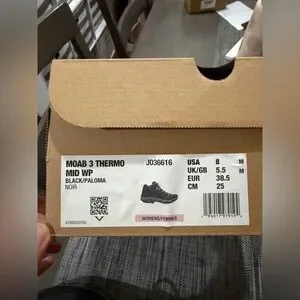 MOAB 3 THERMO
MID WP
BLACK/PALOMA
NOIR
J036616
USA 8 M
UK/GB 5.5 M
EUR 38.5
CM 25
WOMENS/FEMMES